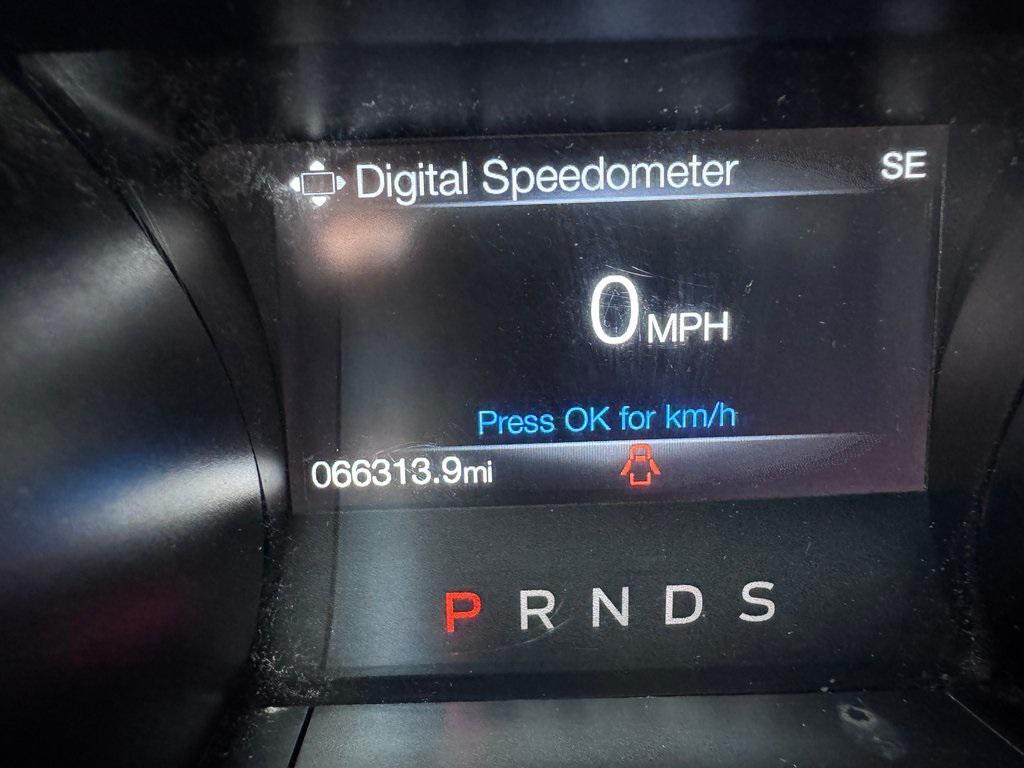 Digital Speedometer SE
0 MPH
Press OK for km/h
066313.9mi
P R N D S